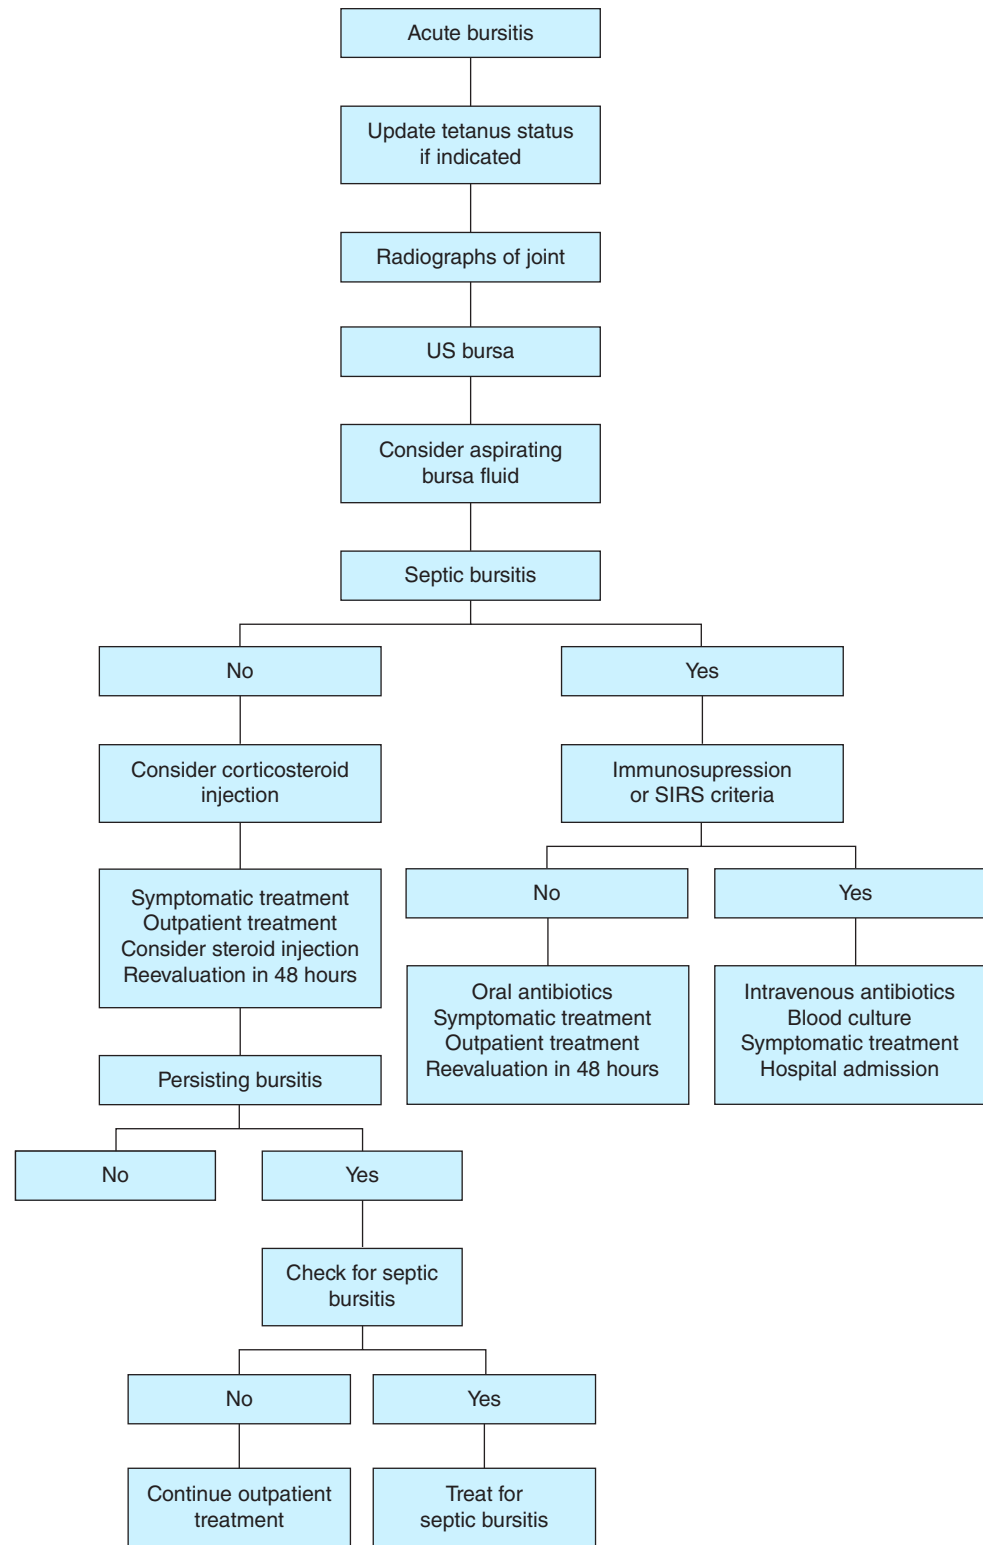 Acute bursitis
Update tetanus status
if indicated
Radiographs of joint
US bursa
Consider aspirating
bursa fluid
Septic bursitis
No
Yes
Consider corticosteroid
injection
Immunosupression
or SIRS criteria
Symptomatic treatment
Outpatient treatment
Consider steroid injection
Reevaluation in 48 hours
No
Yes
Oral antibiotics
Symptomatic treatment
Outpatient treatment
Reevaluation in 48 hours
Intravenous antibiotics
Blood culture
Symptomatic treatment
Hospital admission
Persisting bursitis
No
Yes
Check for septic
bursitis
No
Yes
Continue outpatient
treatment
Treat for
septic bursitis